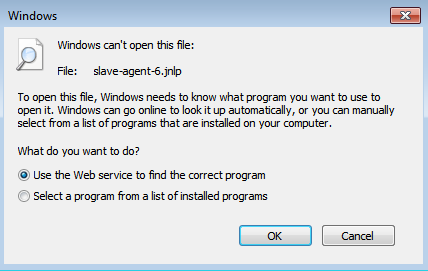 Windows
Windows can't open this file:
File: slave-agent-6.jnlp
To open this file, Windows needs to know what program you want to use to
open it. Windows can go online to look it up automatically, or you can manually
select from a list of programs that are installed on your computer.
What do you want to do?
Use the Web service to find the correct program
Select a program from a list of installed programs
OK Cancel